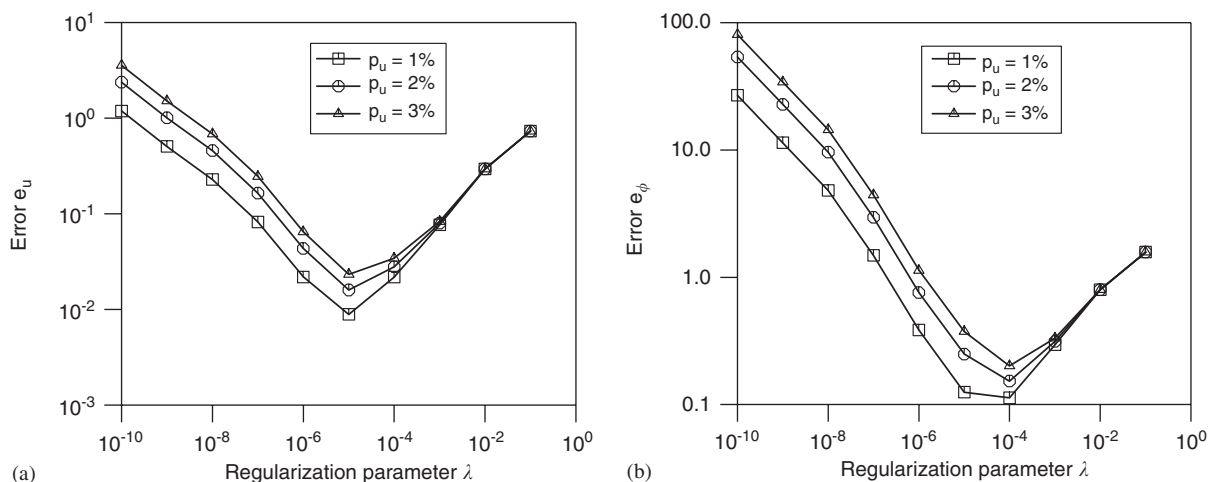 10^1
10^0
10^-1
10^-2
10^-3
Error e_u
p_u = 1%
p_u = 2%
p_u = 3%
10^-10
10^-8
10^-6
10^-4
10^-2
10^0
(a)
Regularization parameter λ
100.0
10.0
1.0
0.1
Error e_ϕ
p_u = 1%
p_u = 2%
p_u = 3%
10^-10
10^-8
10^-6
10^-4
10^-2
10^0
(b)
Regularization parameter λ